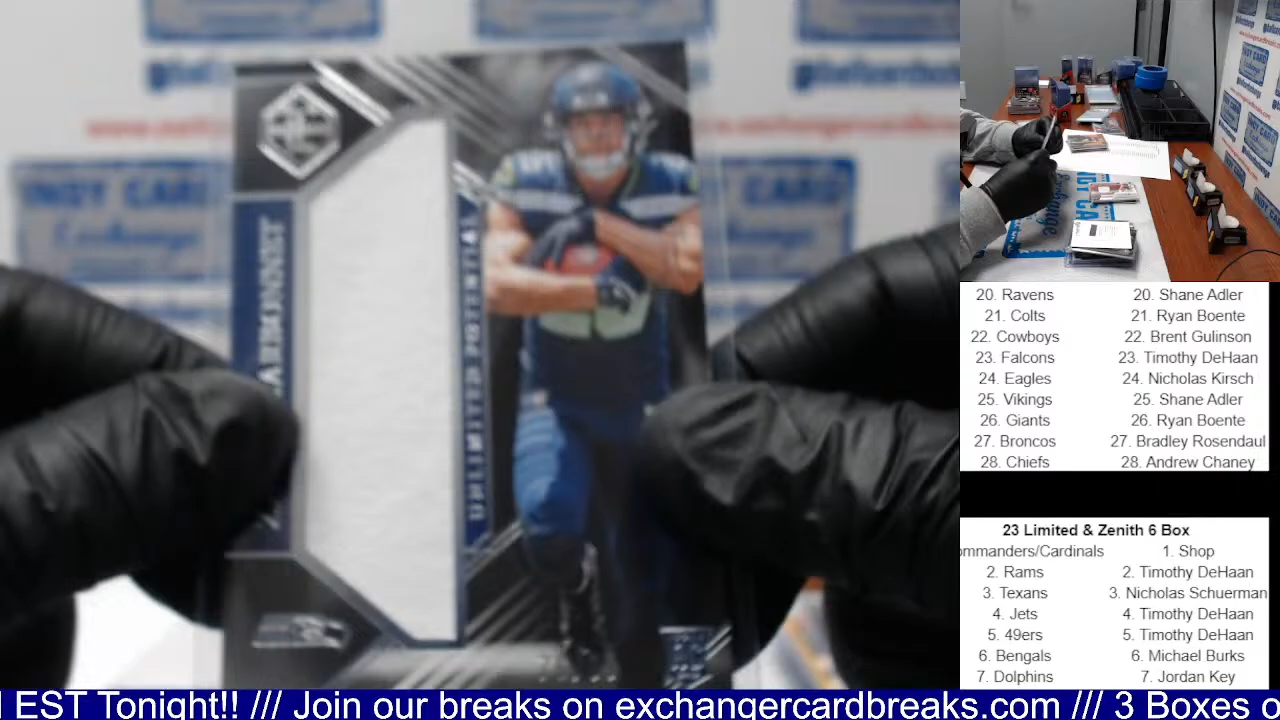 UNLIMITED POTENTIAL
INDY CARD
Exchange
20. Ravens 20. Shane Adler
21. Colts 21. Ryan Boente
22. Cowboys 22. Brent Gulinson
23. Falcons 23. Timothy DeHaan
24. Eagles 24. Nicholas Kirsch
25. Vikings 25. Shane Adler
26. Giants 26. Ryan Boente
27. Broncos 27. Bradley Rosendaul
28. Chiefs 28. Andrew Chaney
23 Limited & Zenith 6 Box
ommanders/Cardinals 1. Shop
2. Rams 2. Timothy DeHaan
3. Texans 3. Nicholas Schuerman
4. Jets 4. Timothy DeHaan
5. 49ers 5. Timothy DeHaan
6. Bengals 6. Michael Burks
7. Dolphins 7. Jordan Key
EST Tonight!! /// Join our breaks on exchangercardbreaks.com /// 3 Boxes